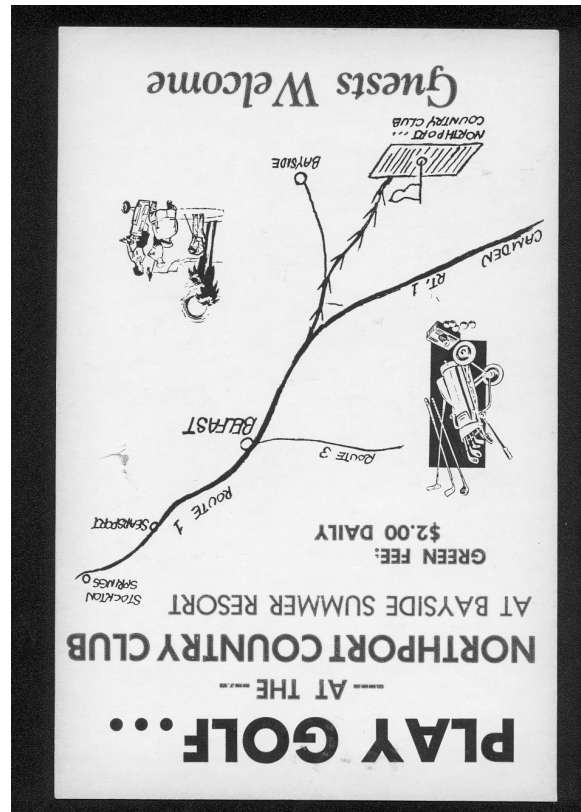 PLAY GOLF...
---- AT THE ----
NORTHPORT COUNTRY CLUB
AT BAYSIDE SUMMER RESORT
GREEN FEE:
$2.00 DAILY
STOCKTON
SPRINGS
SEARSPORT
ROUTE 1
ROUTE 3
BELFAST
RT. 1
CAMDEN
BAYSIDE
NORTHPORT...
COUNTRY CLUB
Guests Welcome